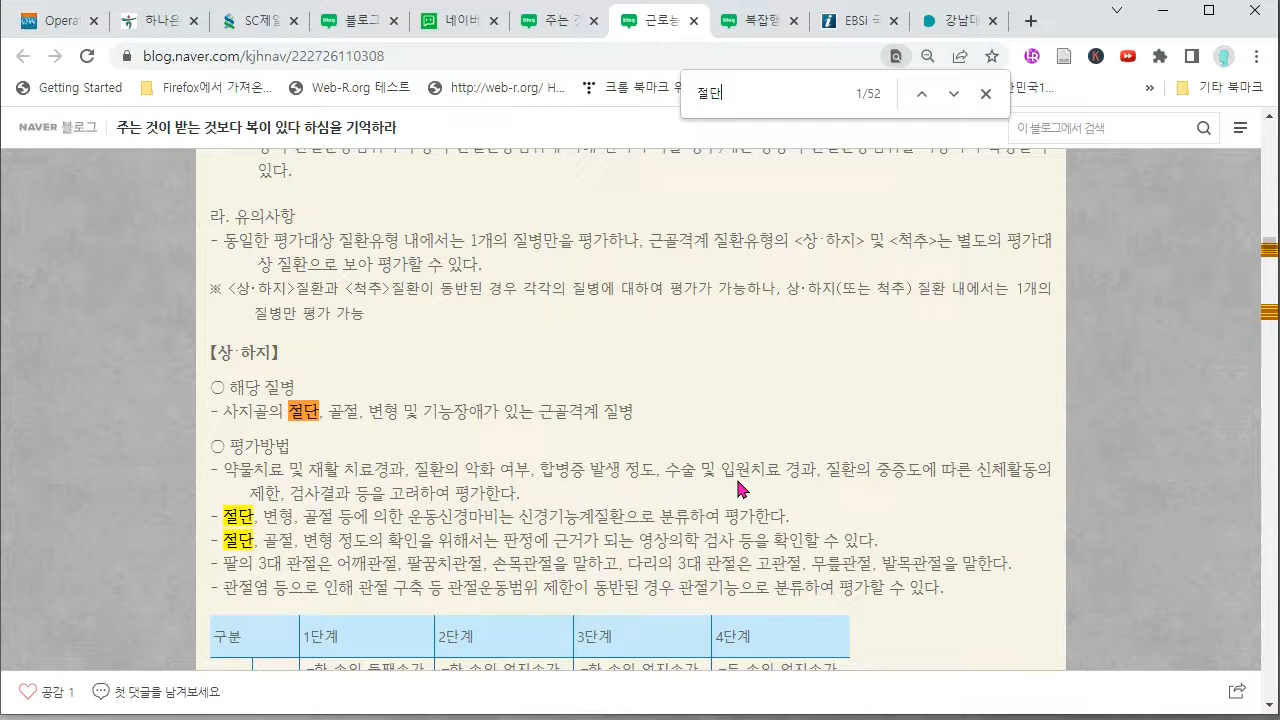 Operat
하나은
SC제일
블로그
네이버
주는 것
근로능
복잡한
EBSi 국
강남대
blog.naver.com/kjhnav/222726110308
Getting Started
Firefox에서 가져온...
Web-R.org 테스트
http://web-r.org/ H...
크롬 북마크
기타 북마크
절단
1/52
NAVER 블로그
주는 것이 받는 것보다 복이 있다 하심을 기억하라
이 블로그에서 검색
있다.
라. 유의사항
- 동일한 평가대상 질환유형 내에서는 1개의 질병만을 평가하나, 근골격계 질환유형의 <상·하지> 및 <척추>는 별도의 평가대
상 질환으로 보아 평가할 수 있다.
※ <상·하지>질환과 <척추>질환이 동반된 경우 각각의 질병에 대하여 평가가 가능하나, 상·하지(또는 척추) 질환 내에서는 1개의
질병만 평가 가능
【상·하지】
○ 해당 질병
- 사지골의 절단, 골절, 변형 및 기능장애가 있는 근골격계 질병
○ 평가방법
- 약물치료 및 재활 치료경과, 질환의 악화 여부, 합병증 발생 정도, 수술 및 입원치료 경과, 질환의 중증도에 따른 신체활동의
제한, 검사결과 등을 고려하여 평가한다.
- 절단, 변형, 골절 등에 의한 운동신경마비는 신경기능계질환으로 분류하여 평가한다.
- 절단, 골절, 변형 정도의 확인을 위해서는 판정에 근거가 되는 영상의학 검사 등을 확인할 수 있다.
- 팔의 3대 관절은 어깨관절, 팔꿈치관절, 손목관절을 말하고, 다리의 3대 관절은 고관절, 무릎관절, 발목관절을 말한다.
- 관절염 등으로 인해 관절 구축 등 관절운동범위 제한이 동반된 경우 관절기능으로 분류하여 평가할 수 있다.
구분 1단계 2단계 3단계 4단계
공감 1
첫 댓글을 남겨보세요